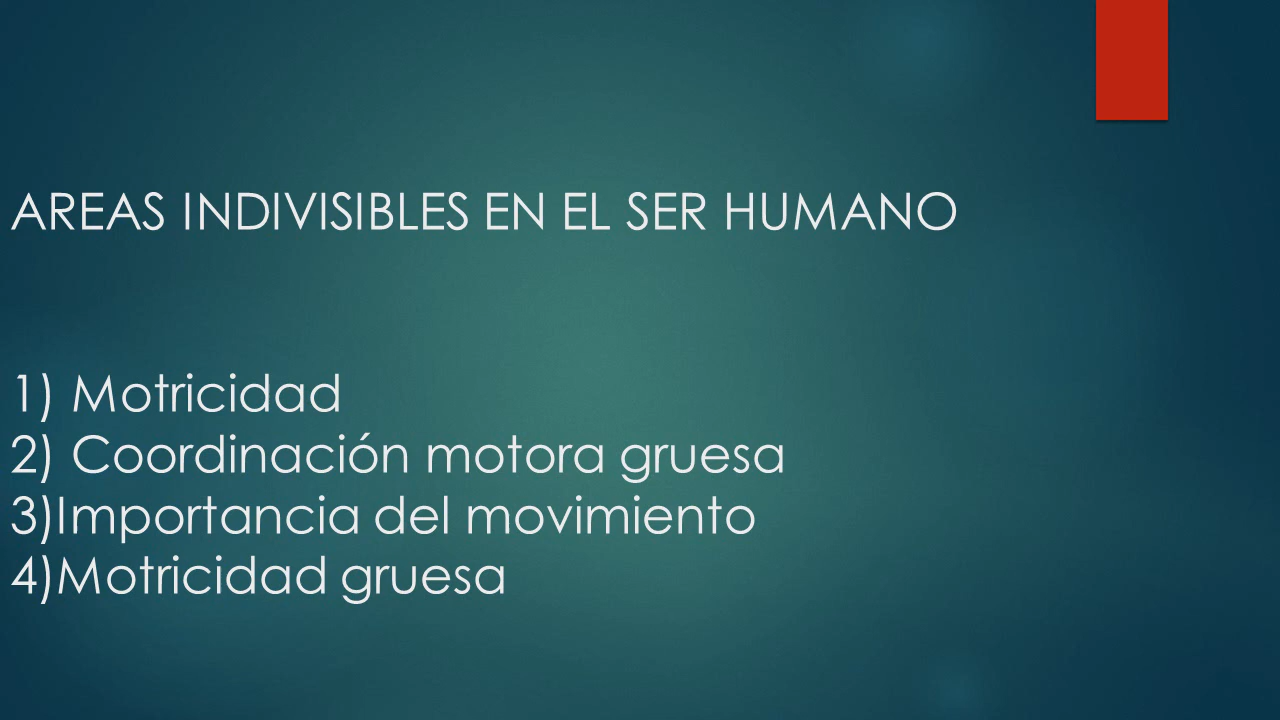 AREAS INDIVISIBLES EN EL SER HUMANO
1) Motricidad
2) Coordinación motora gruesa
3)Importancia del movimiento
4)Motricidad gruesa